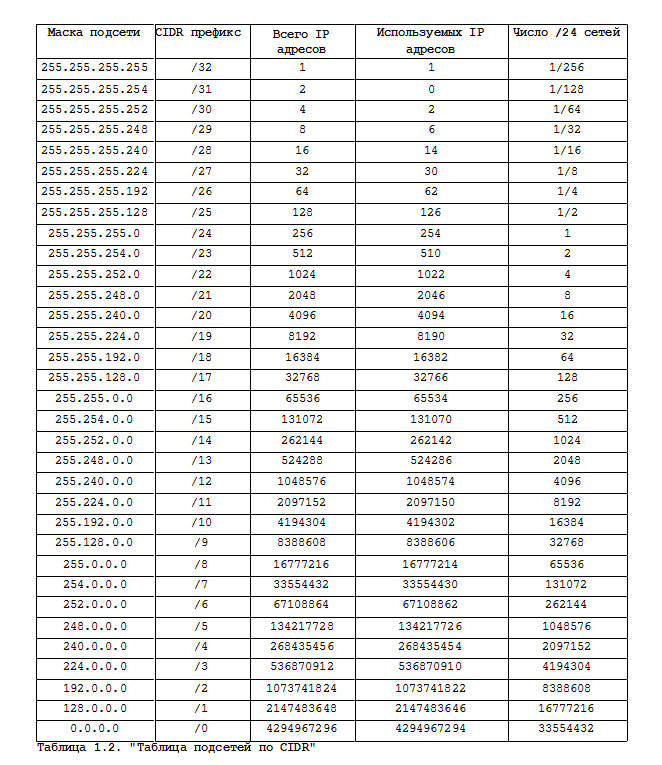 Маска подсети CIDR префикс Всего IP адресов Используемых IP адресов Число /24 сетей
255.255.255.255 /32 1 1 1/256
255.255.255.254 /31 2 0 1/128
255.255.255.252 /30 4 2 1/64
255.255.255.248 /29 8 6 1/32
255.255.255.240 /28 16 14 1/16
255.255.255.224 /27 32 30 1/8
255.255.255.192 /26 64 62 1/4
255.255.255.128 /25 128 126 1/2
255.255.255.0 /24 256 254 1
255.255.254.0 /23 512 510 2
255.255.252.0 /22 1024 1022 4
255.255.248.0 /21 2048 2046 8
255.255.240.0 /20 4096 4094 16
255.255.224.0 /19 8192 8190 32
255.255.192.0 /18 16384 16382 64
255.255.128.0 /17 32768 32766 128
255.255.0.0 /16 65536 65534 256
255.254.0.0 /15 131072 131070 512
255.252.0.0 /14 262144 262142 1024
255.248.0.0 /13 524288 524286 2048
255.240.0.0 /12 1048576 1048574 4096
255.224.0.0 /11 2097152 2097150 8192
255.192.0.0 /10 4194304 4194302 16384
255.128.0.0 /9 8388608 8388606 32768
255.0.0.0 /8 16777216 16777214 65536
254.0.0.0 /7 33554432 33554430 131072
252.0.0.0 /6 67108864 67108862 262144
248.0.0.0 /5 134217728 134217726 1048576
240.0.0.0 /4 268435456 268435454 2097152
224.0.0.0 /3 536870912 536870910 4194304
192.0.0.0 /2 1073741824 1073741822 8388608
128.0.0.0 /1 2147483648 2147483646 16777216
0.0.0.0 /0 4294967296 4294967294 33554432
Таблица 1.2. "Таблица подсетей по CIDR"